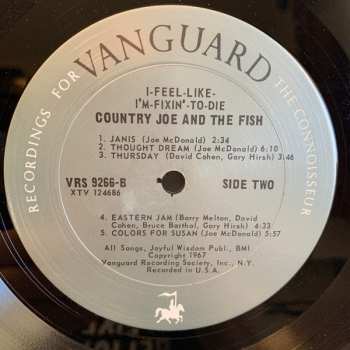 RECORDINGS FOR VANGUARD THE CONNOISSEUR
I-FEEL-LIKE-
I'M-FIXIN'-TO-DIE
COUNTRY JOE AND THE FISH
1. JANIS (Joe McDonald) 2:34
2. THOUGHT DREAM (Joe McDonald) 6:10
3. THURSDAY (David Cohen, Gary Hirsh) 3:46
VRS 9266-B SIDE TWO
XTV 124686
4. EASTERN JAM (Barry Melton, David
Cohen, Bruce Barthol, Gary Hirsh) 4:33
5. COLORS FOR SUSAN (Joe McDonald) 5:57
All Songs, Joyful Wisdom Publ., BMI
Copyright 1967
Vanguard Recording Society, Inc., N.Y.
Recorded in U.S.A.